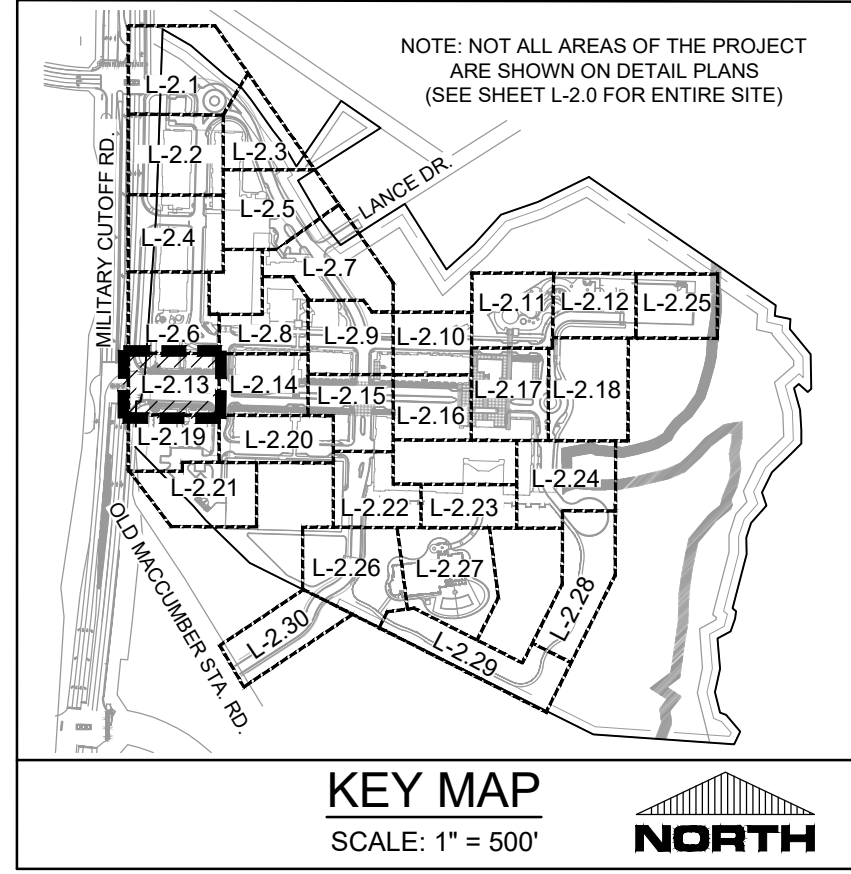 NOTE: NOT ALL AREAS OF THE PROJECT
ARE SHOWN ON DETAIL PLANS
(SEE SHEET L-2.0 FOR ENTIRE SITE)
MILITARY CUTOFF RD.
LANCE DR.
OLD MACCUMBER STA. RD.
L-2.1
L-2.2
L-2.3
L-2.4
L-2.5
L-2.7
L-2.6
L-2.8
L-2.9
L-2.10
L-2.11
L-2.12
L-2.25
L-2.13
L-2.14
L-2.15
L-2.16
L-2.17
L-2.18
L-2.19
L-2.20
L-2.21
L-2.22
L-2.23
L-2.24
L-2.26
L-2.27
L-2.28
L-2.29
L-2.30
KEY MAP
SCALE: 1" = 500'
NORTH